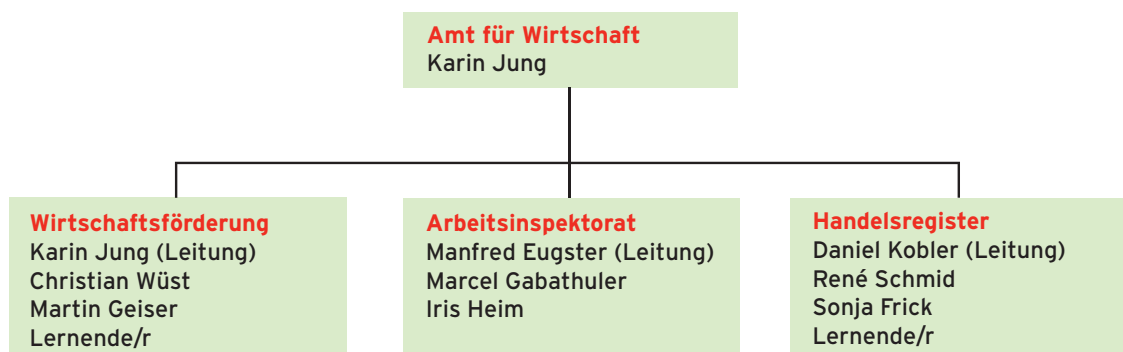 Amt für Wirtschaft
Karin Jung
Wirtschaftsförderung
Karin Jung (Leitung)
Christian Wüst
Martin Geiser
Lernende/r
Arbeitsinspektorat
Manfred Eugster (Leitung)
Marcel Gabathuler
Iris Heim
Handelsregister
Daniel Kobler (Leitung)
René Schmid
Sonja Frick
Lernende/r